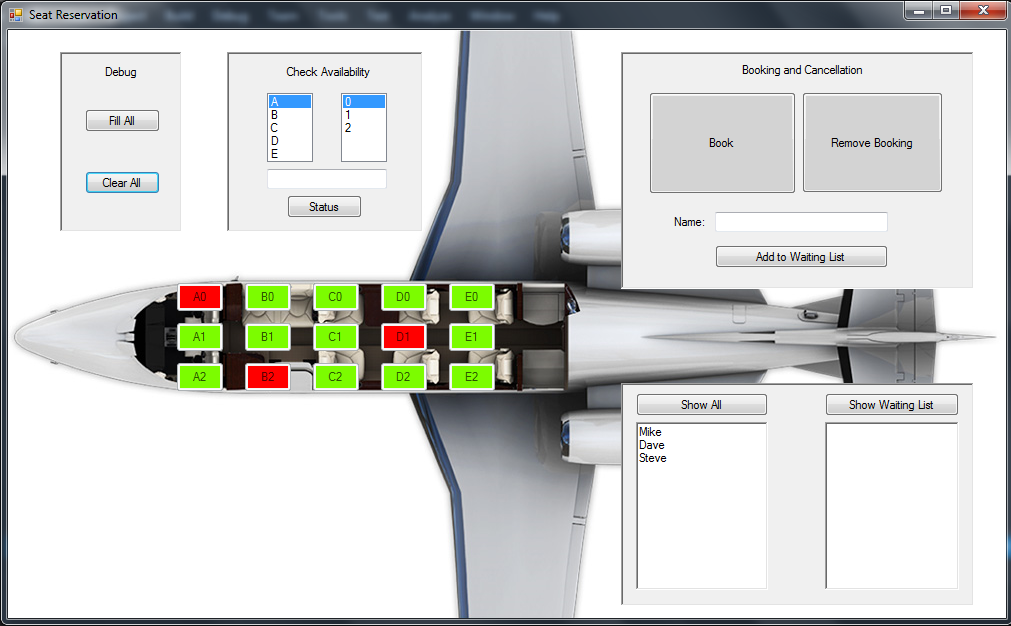 Seat Reservation
Debug
Fill All
Clear All
Check Availability
A
B
C
D
E
0
1
2
Status
Booking and Cancellation
Book
Remove Booking
Name:
Add to Waiting List
A0 B0 C0 D0 E0
A1 B1 C1 D1 E1
A2 B2 C2 D2 E2
Show All
Mike
Dave
Steve
Show Waiting List